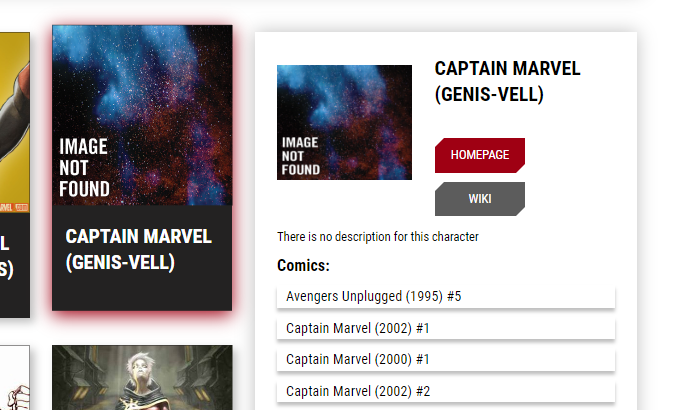 L
S)
IMAGE
NOT
FOUND
CAPTAIN MARVEL
(GENIS-VELL)
IMAGE
NOT
FOUND
CAPTAIN MARVEL
(GENIS-VELL)
HOMEPAGE
WIKI
There is no description for this character
Comics:
Avengers Unplugged (1995) #5
Captain Marvel (2002) #1
Captain Marvel (2000) #1
Captain Marvel (2002) #2